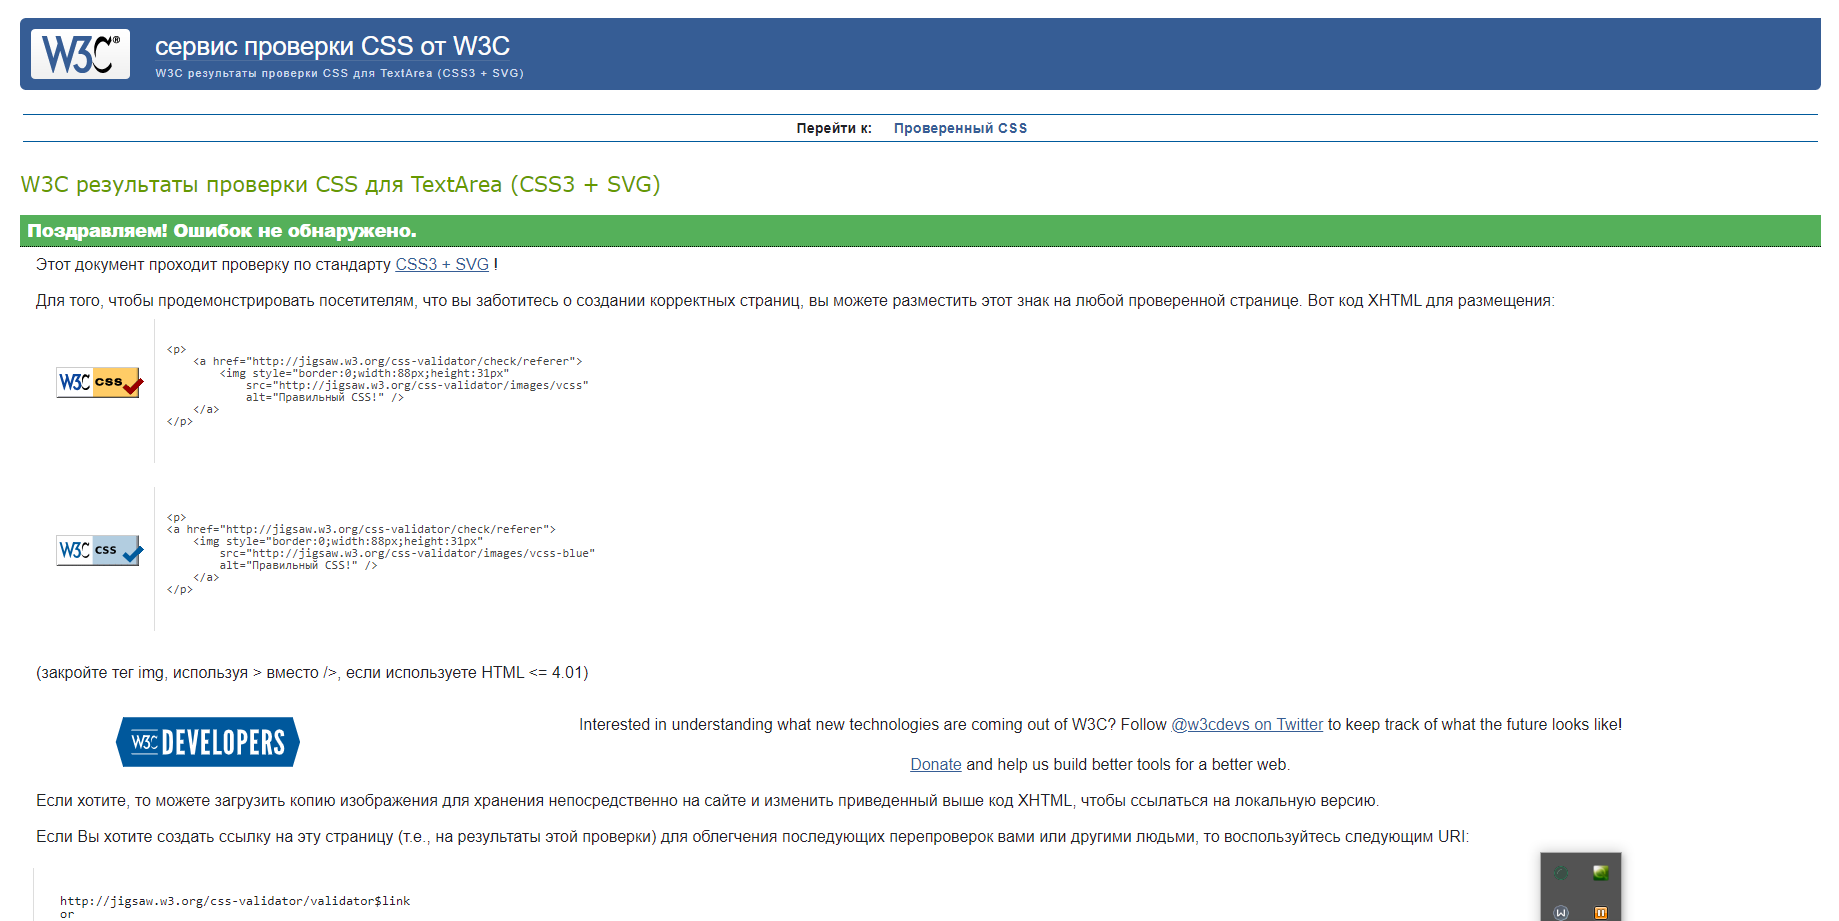 W3C® сервис проверки CSS от W3C
W3C результаты проверки CSS для TextArea (CSS3 + SVG)
Перейти к: Проверенный CSS
W3C результаты проверки CSS для TextArea (CSS3 + SVG)
Поздравляем! Ошибок не обнаружено.
Этот документ проходит проверку по стандарту CSS3 + SVG !
Для того, чтобы продемонстрировать посетителям, что вы заботитесь о создании корректных страниц, вы можете разместить этот знак на любой проверенной странице. Вот код XHTML для размещения:
<p>
<a href="http://jigsaw.w3.org/css-validator/check/referer">
<img style="border:0;width:88px;height:31px"
W3C css
src="http://jigsaw.w3.org/css-validator/images/vcss"
alt="Правильный CSS!" />
</a>
</p>
<p>
<a href="http://jigsaw.w3.org/css-validator/check/referer">
<img style="border:0;width:88px;height:31px"
W3C css
src="http://jigsaw.w3.org/css-validator/images/vcss-blue"
alt="Правильный CSS!" />
</a>
</p>
(закройте тег img, используя > вместо />, если используете HTML <= 4.01)
W3C DEVELOPERS
Interested in understanding what new technologies are coming out of W3C? Follow @w3cdevs on Twitter to keep track of what the future looks like!
Donate and help us build better tools for a better web.
Если хотите, то можете загрузить копию изображения для хранения непосредственно на сайте и изменить приведенный выше код XHTML, чтобы ссылаться на локальную версию.
Если Вы хотите создать ссылку на эту страницу (т.е., на результаты этой проверки) для облегчения последующих перепроверок вами или другими людьми, то воспользуйтесь следующим URI:
http://jigsaw.w3.org/css-validator/validator$link
or